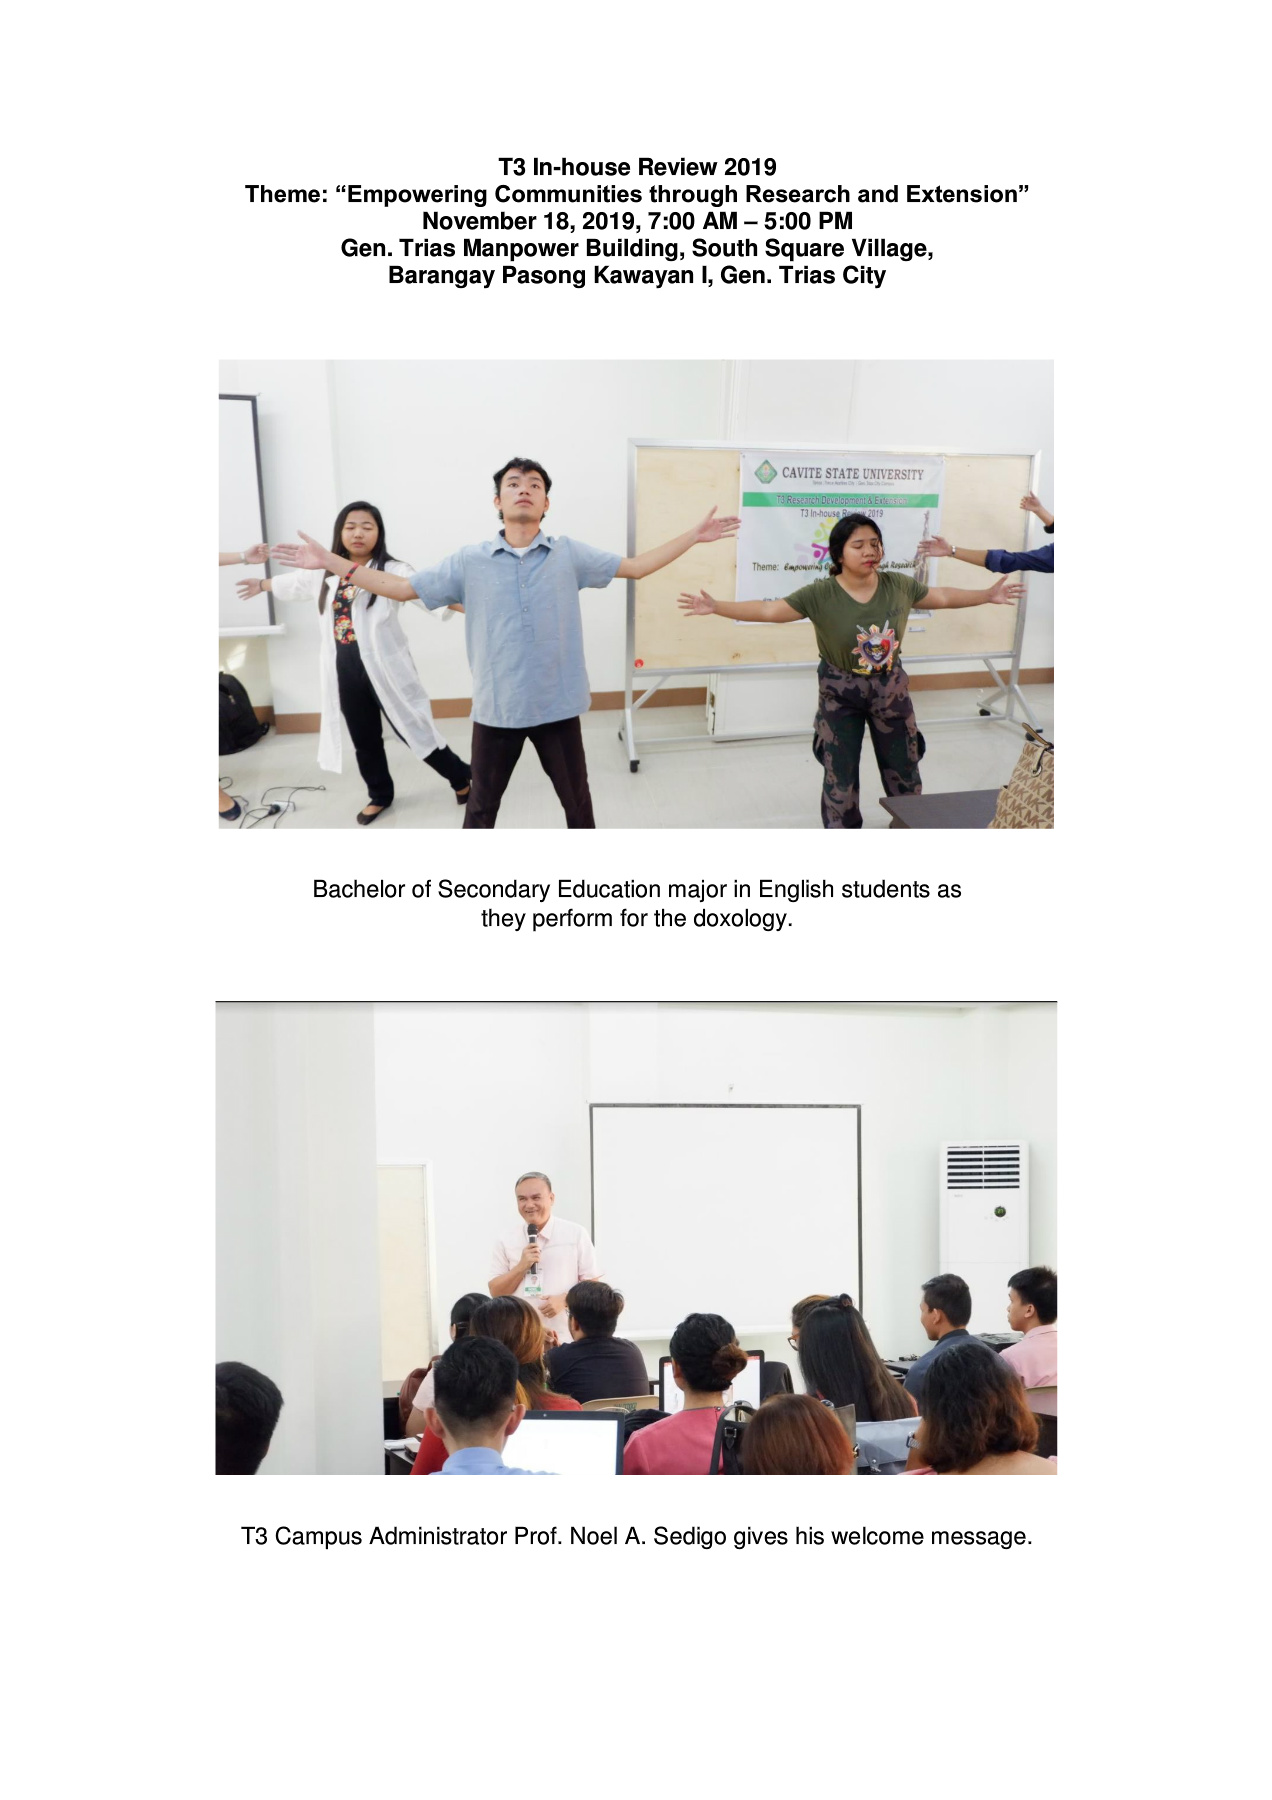 T3 In-house Review 2019
Theme: “Empowering Communities through Research and Extension”
November 18, 2019, 7:00 AM – 5:00 PM
Gen. Trias Manpower Building, South Square Village,
Barangay Pasong Kawayan I, Gen. Trias City
CAVITE STATE UNIVERSITY
T3 Research Development & Extension
T3 In-house Review 2019
Theme: Empowering
Research
Bachelor of Secondary Education major in English students as
they perform for the doxology.
T3 Campus Administrator Prof. Noel A. Sedigo gives his welcome message.